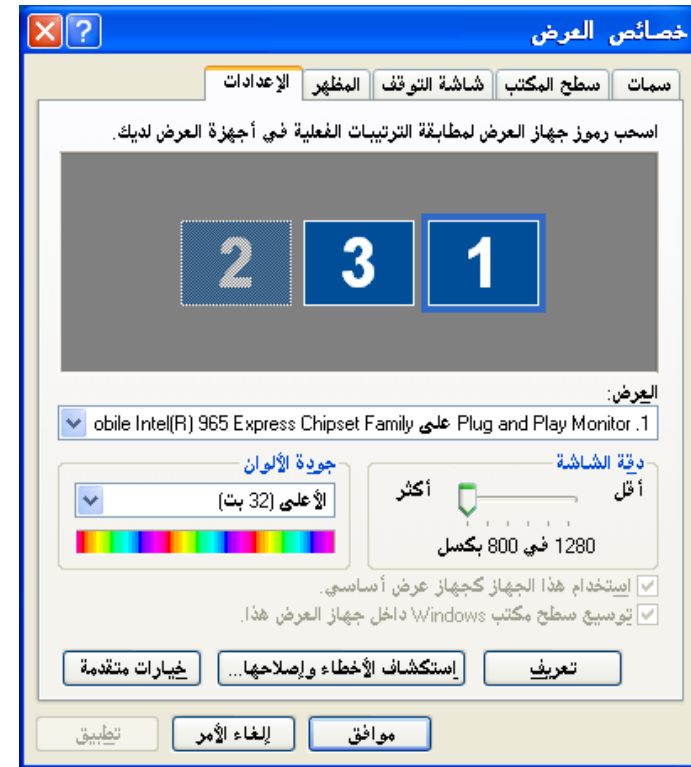 خصائص العرض
سمات سطح المكتب شاشة التوقف المظهر الإعدادات
اسحب رموز جهاز العرض لمطابقة الترتيبات الفعلية في أجهزة العرض لديك.
1 3 2
العرض:
1. Plug and Play Monitor على obile Intel(R) 965 Express Chipset Family
دقة الشاشة
أقل أكثر
1280 في 800 بكسل
جودة الألوان
الأعلى (32 بت)
إستخدام هذا الجهاز كجهاز عرض أساسي.
توسيع سطح مكتب Windows داخل جهاز العرض هذا.
تعريف إستكشاف الأخطاء وإصلاحها... خيارات متقدمة
موافق إلغاء الأمر تطبيق